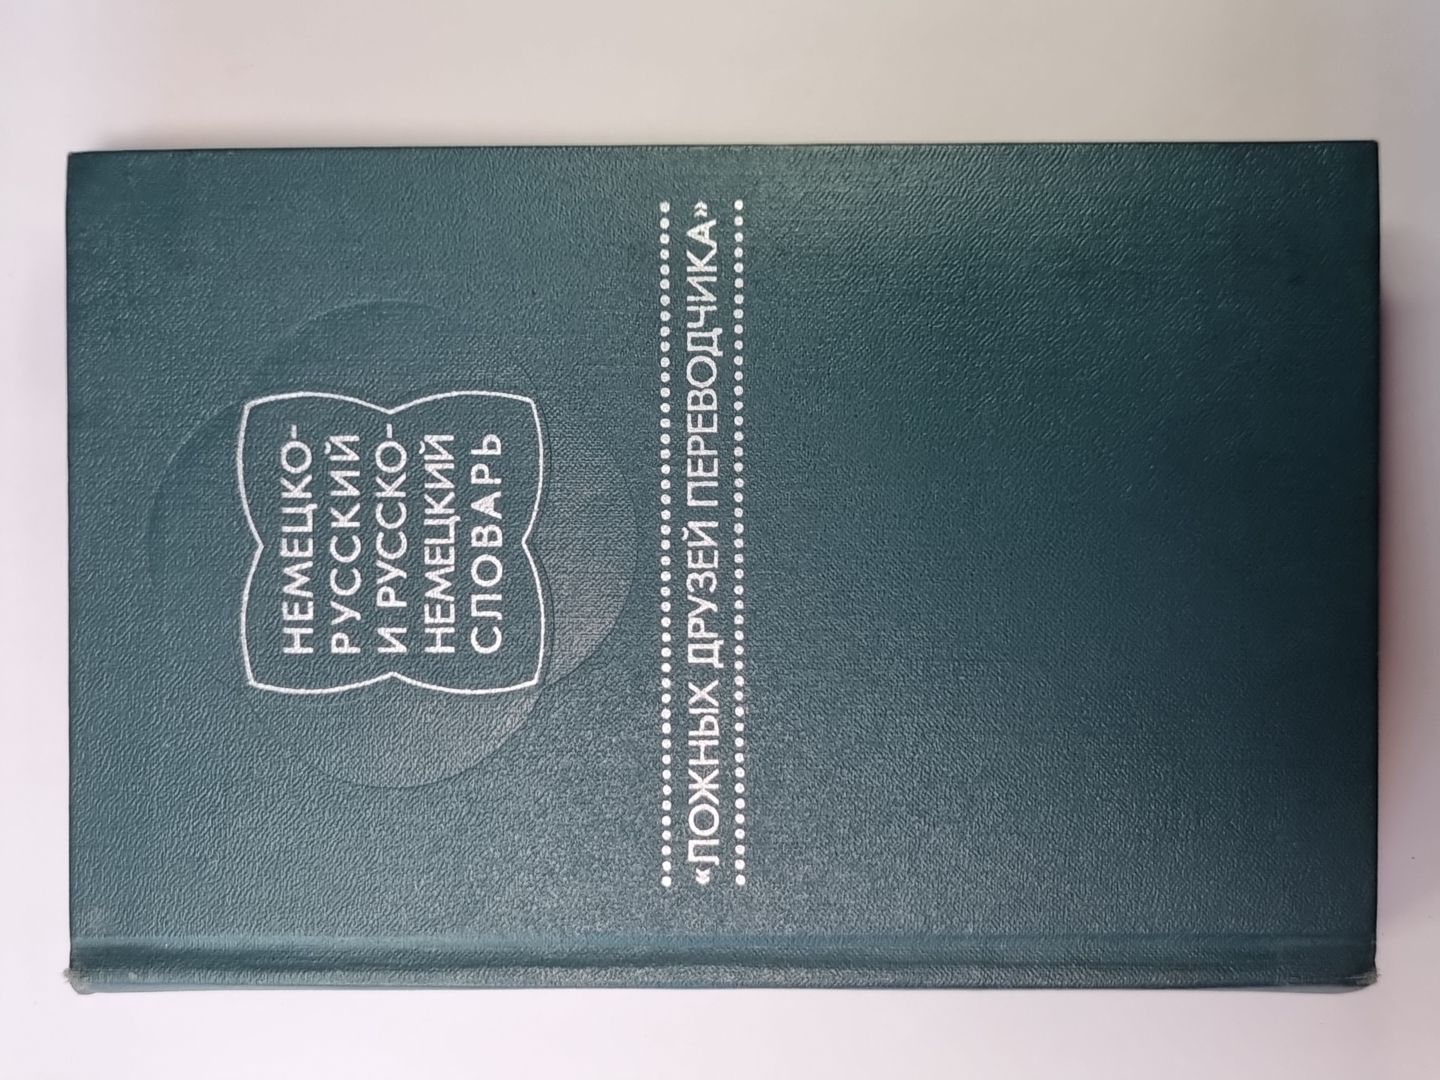 НЕМЕЦКО-
РУССКИЙ
И РУССКО-
НЕМЕЦКИЙ
СЛОВАРЬ
«ЛОЖНЫХ ДРУЗЕЙ ПЕРЕВОДЧИКА»